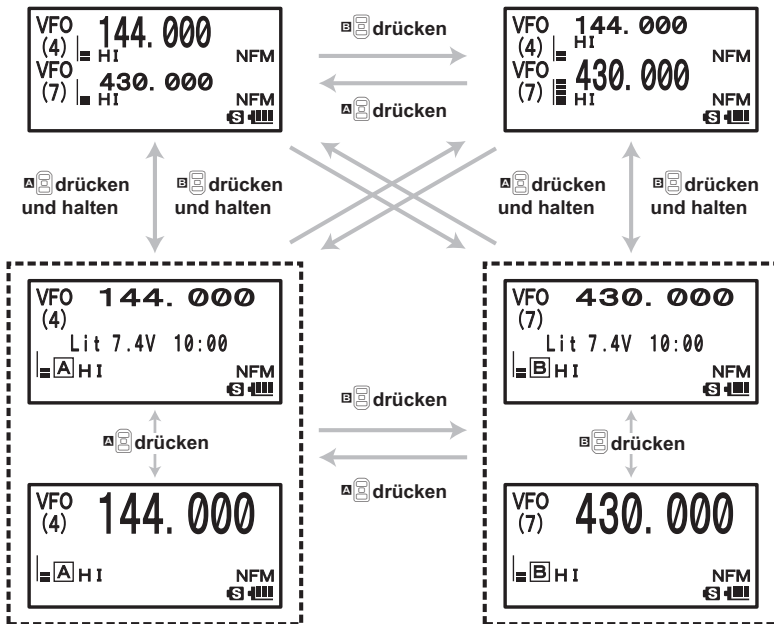 VFO 144. 000
(4) HI NFM
VFO 430. 000
(7) HI NFM
S
B drücken
A drücken
VFO 144. 000
(4) HI NFM
VFO 430. 000
(7) HI NFM
S
A drücken und halten
B drücken und halten
A drücken und halten
B drücken und halten
VFO 144. 000
(4)
Lit 7.4V 10:00
A HI NFM
S
VFO 430. 000
(7)
Lit 7.4V 10:00
B HI NFM
S
A drücken
B drücken
A drücken
B drücken
VFO 144. 000
(4)
A HI NFM
S
VFO 430. 000
(7)
B HI NFM
S